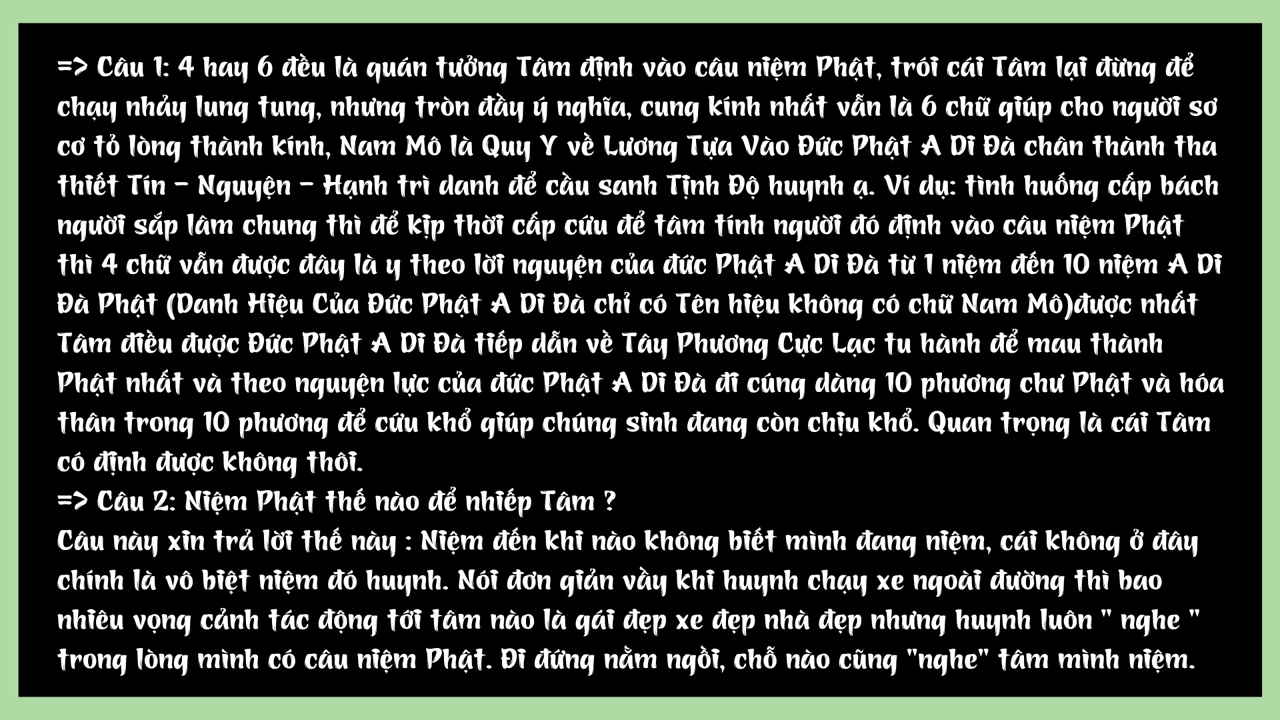 => Câu 1: 4 hay 6 đều là quán tưởng Tâm định vào câu niệm Phật, trói cái Tâm lại đừng để
chạy nhảy lung tung, nhưng tròn đầy ý nghĩa, cung kính nhất vẫn là 6 chữ giúp cho người sơ
cơ tỏ lòng thành kính, Nam Mô là Quy Y về Lương Tựa Vào Đức Phật A Di Đà chân thành tha
thiết Tín – Nguyện – Hạnh trì danh để cầu sanh Tịnh Độ huynh ạ. Ví dụ: tình huống cấp bách
người sắp lâm chung thì để kịp thời cấp cứu để tâm tính người đó định vào câu niệm Phật
thì 4 chữ vẫn được đây là y theo lời nguyện của đức Phật A Di Đà từ 1 niệm đến 10 niệm A Di
Đà Phật (Danh Hiệu Của Đức Phật A Di Đà chỉ có Tên hiệu không có chữ Nam Mô)được nhất
Tâm điều được Đức Phật A Di Đà tiếp dẫn về Tây Phương Cực Lạc tu hành để mau thành
Phật nhất và theo nguyện lực của đức Phật A Di Đà đi cúng dàng 10 phương chư Phật và hóa
thân trong 10 phương để cứu khổ giúp chúng sinh đang còn chịu khổ. Quan trọng là cái Tâm
có định được không thôi.
=> Câu 2: Niệm Phật thế nào để nhiếp Tâm ?
Câu này xin trả lời thế này : Niệm đến khi nào không biết mình đang niệm, cái không ở đây
chính là vô biệt niệm đó huynh. Nói đơn giản vầy khi huynh chạy xe ngoài đường thì bao
nhiêu vọng cảnh tác động tới tâm nào là gái đẹp xe đẹp nhà đẹp nhưng huynh luôn " nghe "
trong lòng mình có câu niệm Phật. Đi đứng nằm ngồi, chỗ nào cũng "nghe" tâm mình niệm.